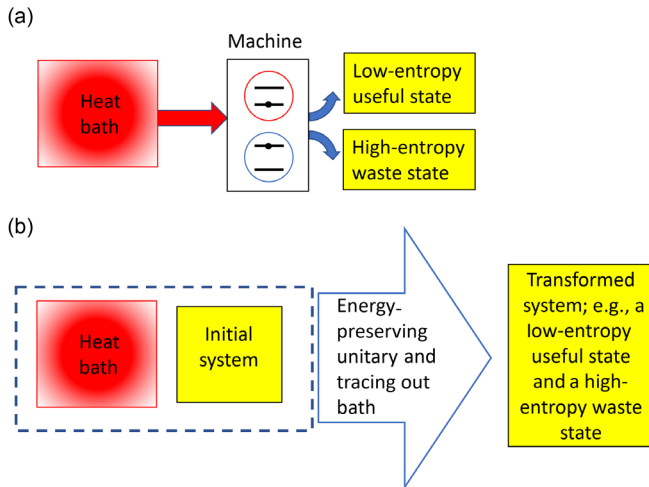 (a)
Machine
Heat
bath
Low-entropy
useful state
High-entropy
waste state
(b)
Heat
bath
Initial
system
Energy-
preserving
unitary and
tracing out
bath
Transformed
system; e.g., a
low-entropy
useful state
and a high-
entropy waste
state